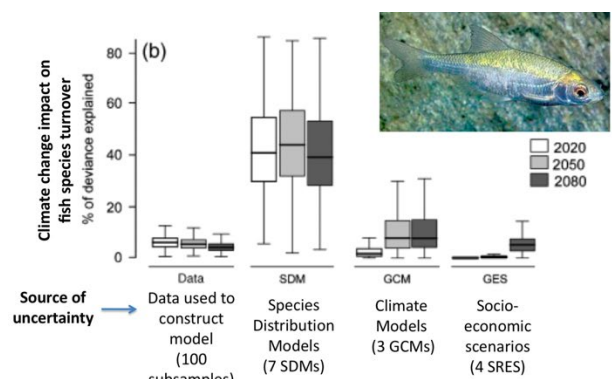 (b)
Climate change impact on
fish species turnover
% of deviance explained
80
60
40
20
0
2020
2050
2080
Data
SDM
GCM
GES
Source of
uncertainty
Data used to
construct
model
(100
subsamples)
Species
Distribution
Models
(7 SDMs)
Climate
Models
(3 GCMs)
Socio-
economic
scenarios
(4 SRES)